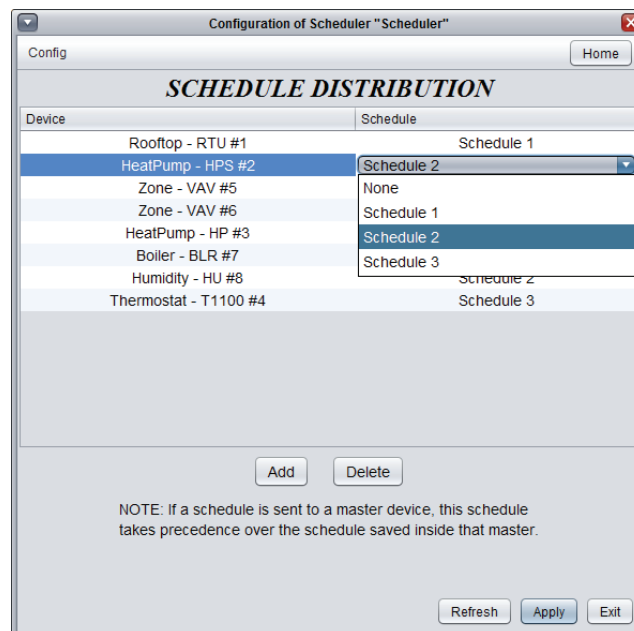 Configuration of Scheduler "Scheduler"
Config
Home
SCHEDULE DISTRIBUTION
Device Schedule
Rooftop - RTU #1 Schedule 1
HeatPump - HPS #2 Schedule 2
Zone - VAV #5 None
Zone - VAV #6 Schedule 1
HeatPump - HP #3 Schedule 2
Boiler - BLR #7 Schedule 3
Humidity - HU #8 Schedule 2
Thermostat - T1100 #4 Schedule 3
Add Delete
NOTE: If a schedule is sent to a master device, this schedule
takes precedence over the schedule saved inside that master.
Refresh Apply Exit